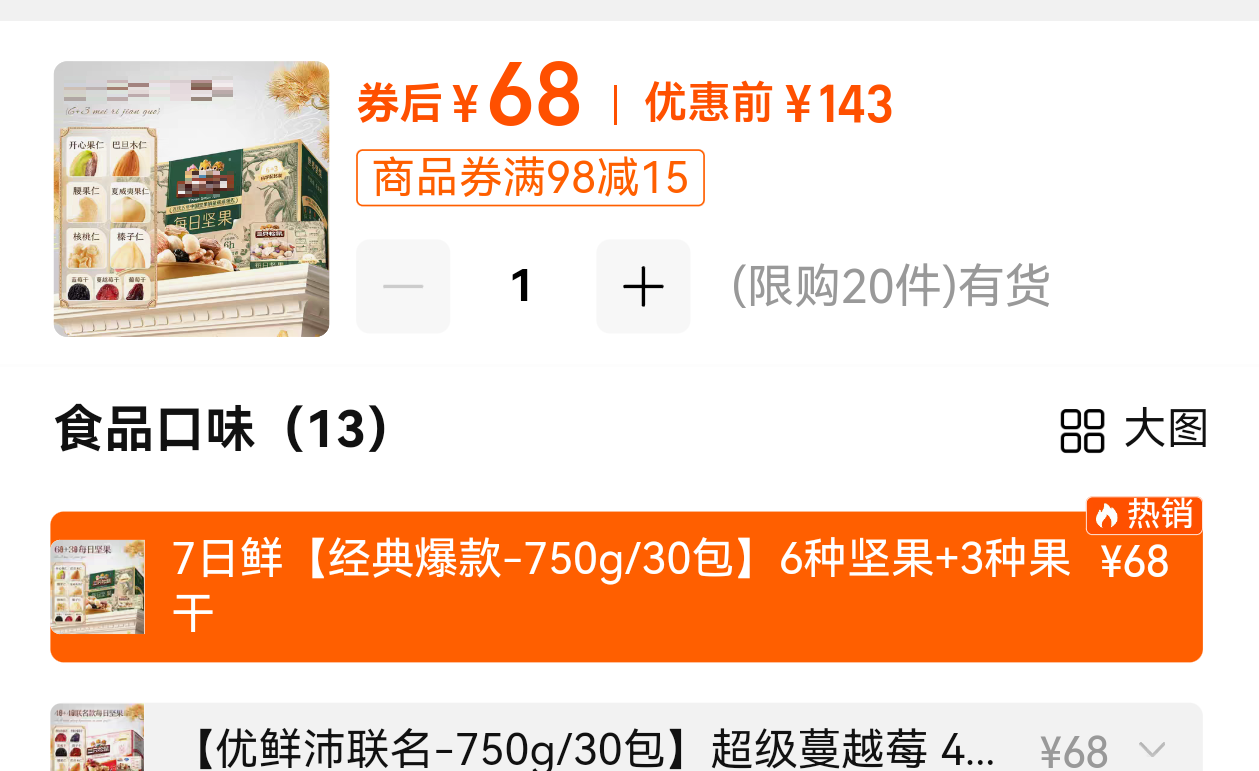 券后¥68 | 优惠前¥143
商品券满98减15
1
(限购20件)有货
(6+3 mei ri jian guo)
开心果仁 巴旦木仁
腰果仁 夏威夷果仁
核桃仁 榛子仁
蓝莓干 蔓越莓干 葡萄干
每日坚果
食品口味（13）
大图
热销
7日鲜【经典爆款-750g/30包】6种坚果+3种果
干
¥68
【优鲜沛联名-750g/30包】超级蔓越莓 4...
¥68